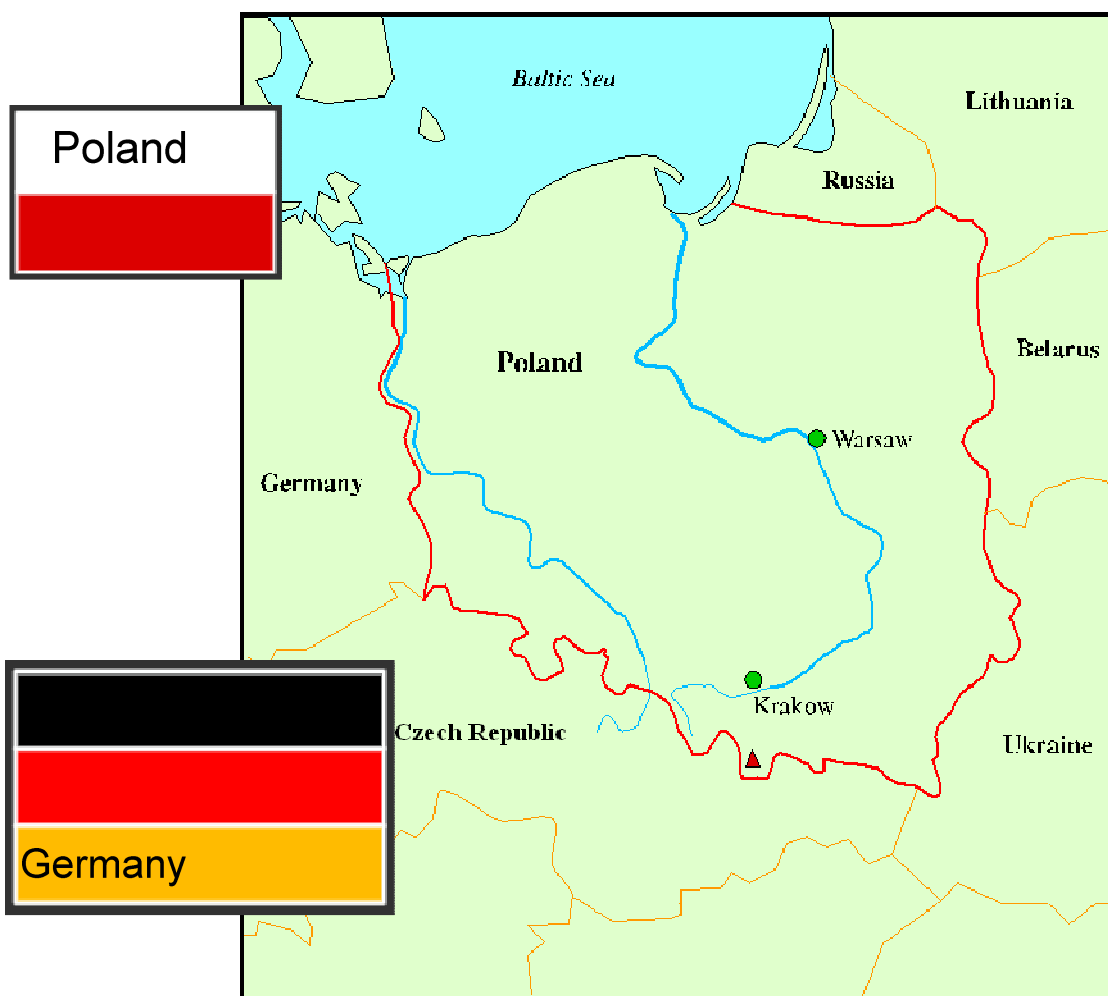 Baltic Sea
Lithuania
Poland
Russia
Belarus
Poland
Warsaw
Germany
Krakow
Czech Republic
Ukraine
Germany